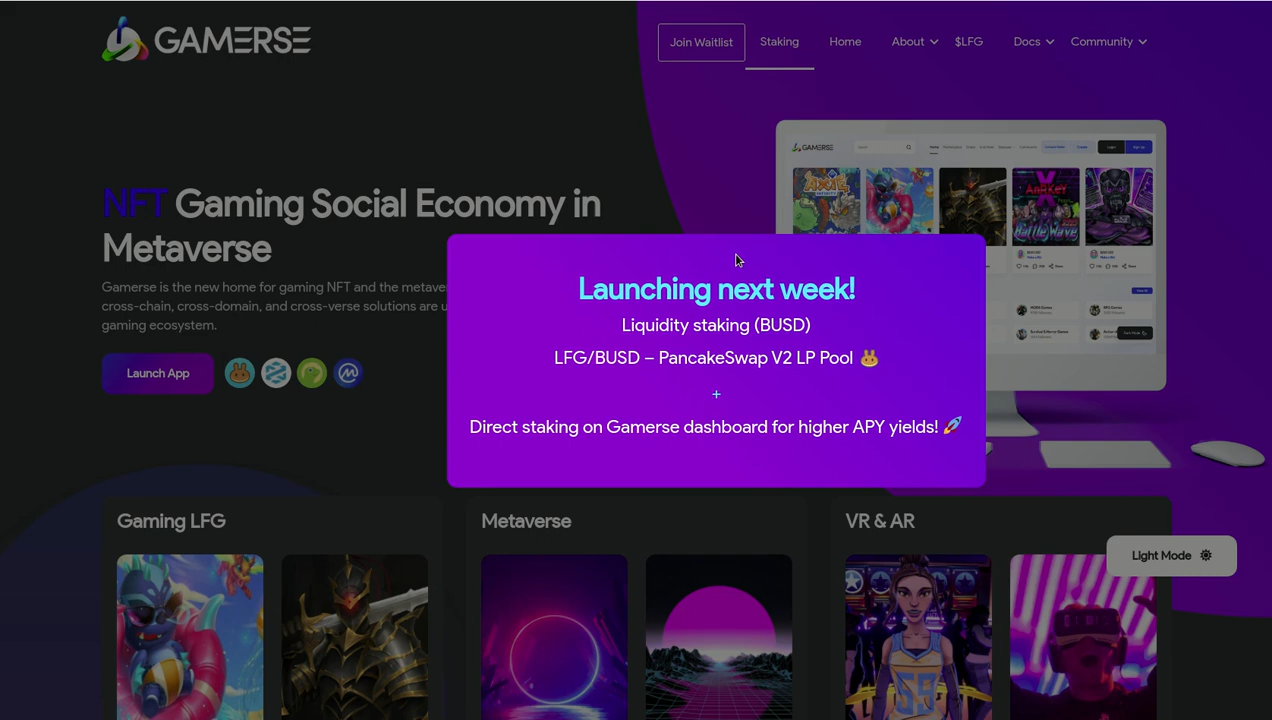 GAMERSE
Join Waitlist
Staking
Home
About
$LFG
Docs
Community
NFT Gaming Social Economy in
Metaverse
Gamerse is the new home for gaming NFT and the
cross-chain, cross-domain, and cross-verse solutions are
gaming ecosystem.
Launch App
GAMERSE
Launching next week!
Liquidity staking (BUSD)
LFG/BUSD – PancakeSwap V2 LP Pool 🥞
+
Direct staking on Gamerse dashboard for higher APY yields! 🚀
Gaming LFG
Metaverse
VR & AR
Light Mode
59